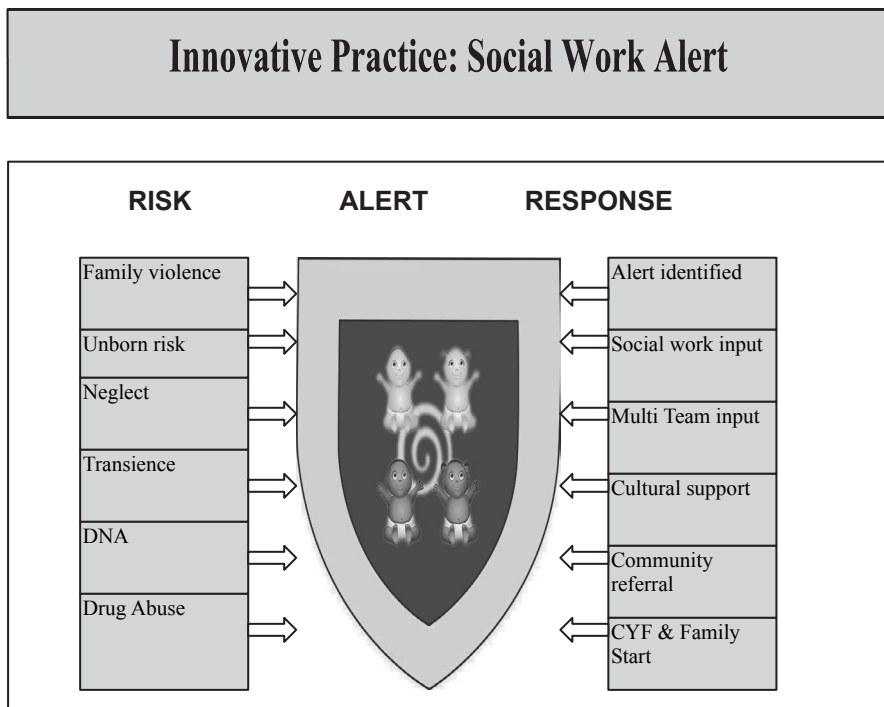 Innovative Practice: Social Work Alert
RISK ALERT RESPONSE
Family violence
Unborn risk
Neglect
Transience
DNA
Drug Abuse
Alert identified
Social work input
Multi Team input
Cultural support
Community
referral
CYF & Family
Start